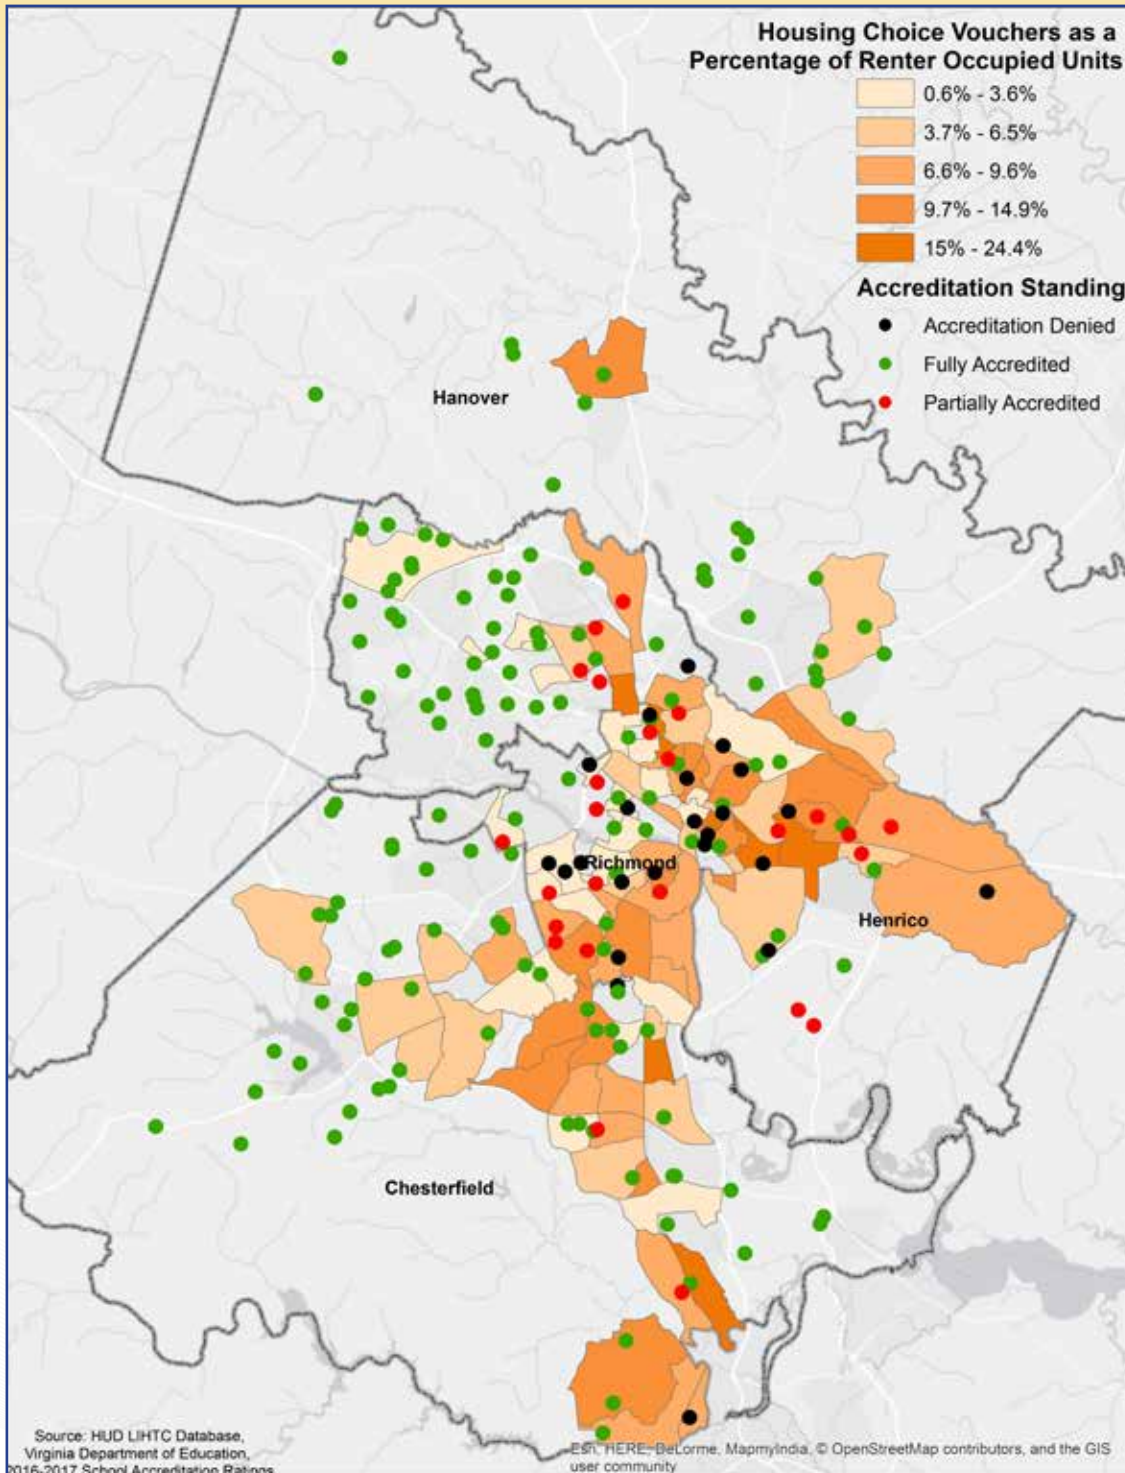 Housing Choice Vouchers as a
Percentage of Renter Occupied Units
0.6% - 3.6%
3.7% - 6.5%
6.6% - 9.6%
9.7% - 14.9%
15% - 24.4%
Accreditation Standing
Accreditation Denied
Fully Accredited
Partially Accredited
Hanover
Richmond
Henrico
Chesterfield
Source: HUD LIHTC Database,
Virginia Department of Education,
2016-2017 School Accreditation Ratings
Esri, HERE, DeLorme, MapmyIndia, © OpenStreetMap contributors, and the GIS
user community